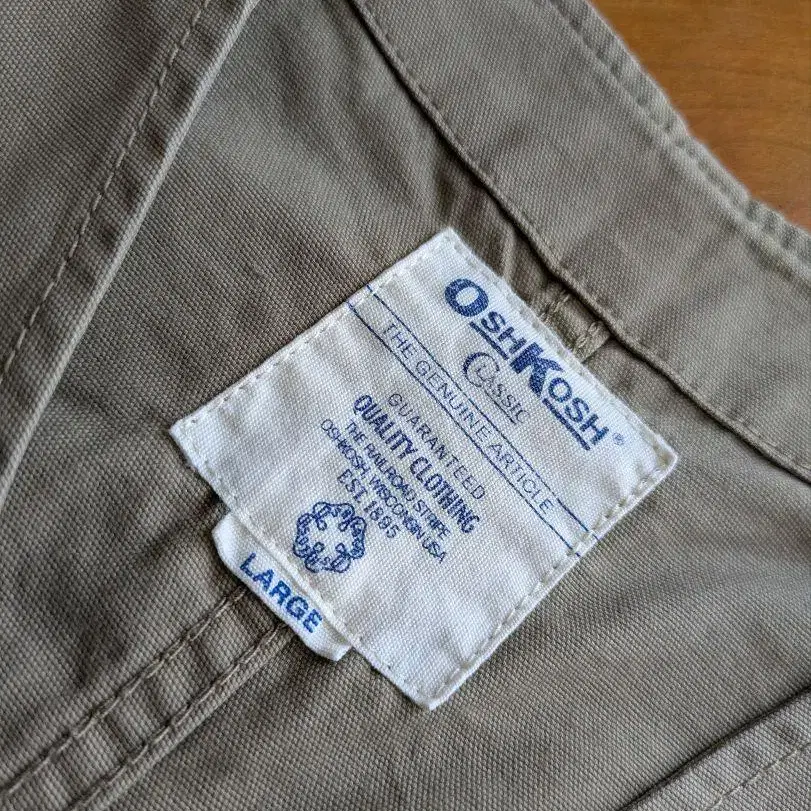 OSHKOSH®
CLASSIC
THE GENUINE ARTICLE
GUARANTEED
QUALITY CLOTHING
THE RAILROAD STRIPE
OSHKOSH, WISCONSIN USA
EST. 1895
LARGE